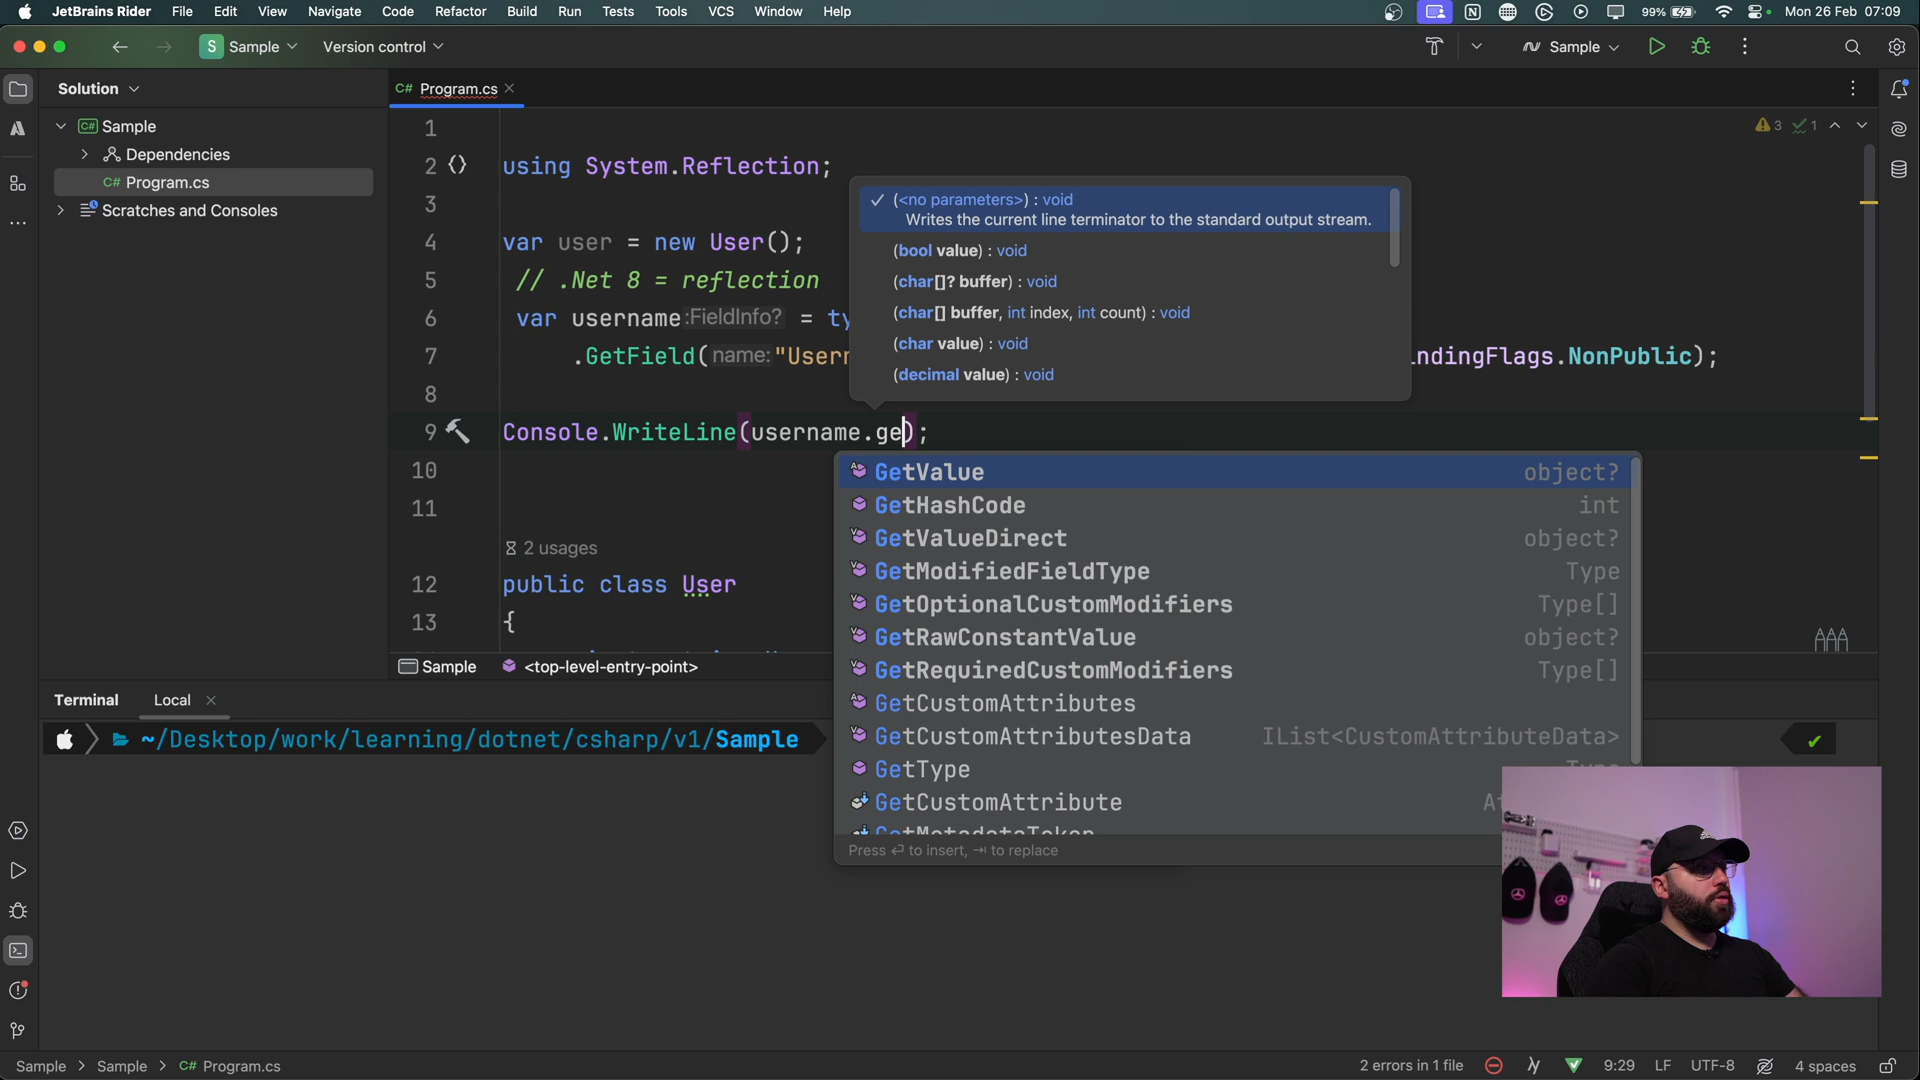 JetBrains Rider File Edit View Navigate Code Refactor Build Run Tests Tools VCS Window Help 99% Mon 26 Feb 07:09
S Sample Version control Sample
Solution
C# Program.cs
C# Sample
Dependencies
C# Program.cs
Scratches and Consoles
3 1
1
2 using System.Reflection;
3
4 var user = new User();
5 // .Net 8 = reflection
6 var username :FieldInfo? = ty
7 .GetField( name: "Usern ndingFlags.NonPublic);
8
9 Console.WriteLine(username.ge);
10
11
2 usages
12 public class User
13 {
(<no parameters>) : void
Writes the current line terminator to the standard output stream.
(bool value) : void
(char[]? buffer) : void
(char[] buffer, int index, int count) : void
(char value) : void
(decimal value) : void
GetValue object?
GetHashCode int
GetValueDirect object?
GetModifiedFieldType Type
GetOptionalCustomModifiers Type[]
GetRawConstantValue object?
GetRequiredCustomModifiers Type[]
GetCustomAttributes
GetCustomAttributesData IList<CustomAttributeData>
GetType
GetCustomAttribute At
GetMetadataToken
Press ⏎ to insert, ⇥ to replace
Sample <top-level-entry-point>
Terminal Local
~/Desktop/work/learning/dotnet/csharp/v1/Sample
Sample > Sample > C# Program.cs
2 errors in 1 file 9:29 LF UTF-8 4 spaces